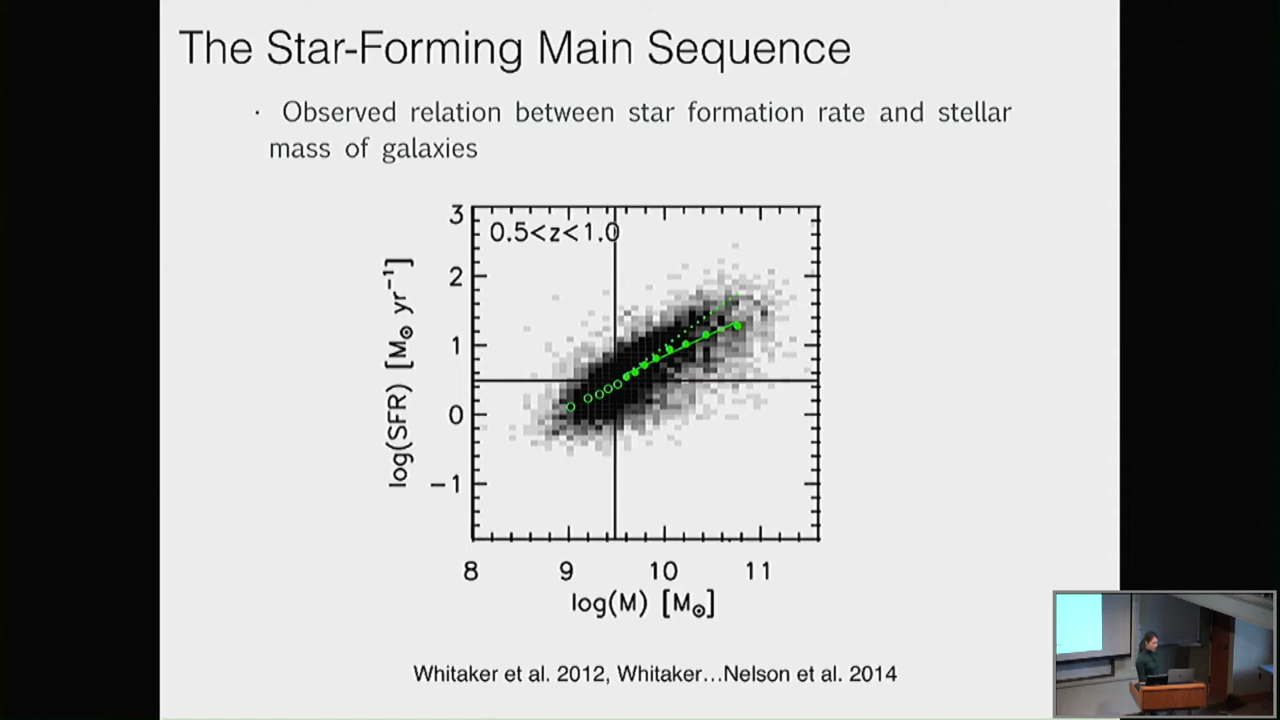 The Star-Forming Main Sequence
· Observed relation between star formation rate and stellar
mass of galaxies
0.5<z<1.0
3
2
1
0
−1
log(SFR) [M⊙ yr⁻¹]
8 9 10 11
log(M) [M⊙]
Whitaker et al. 2012, Whitaker...Nelson et al. 2014